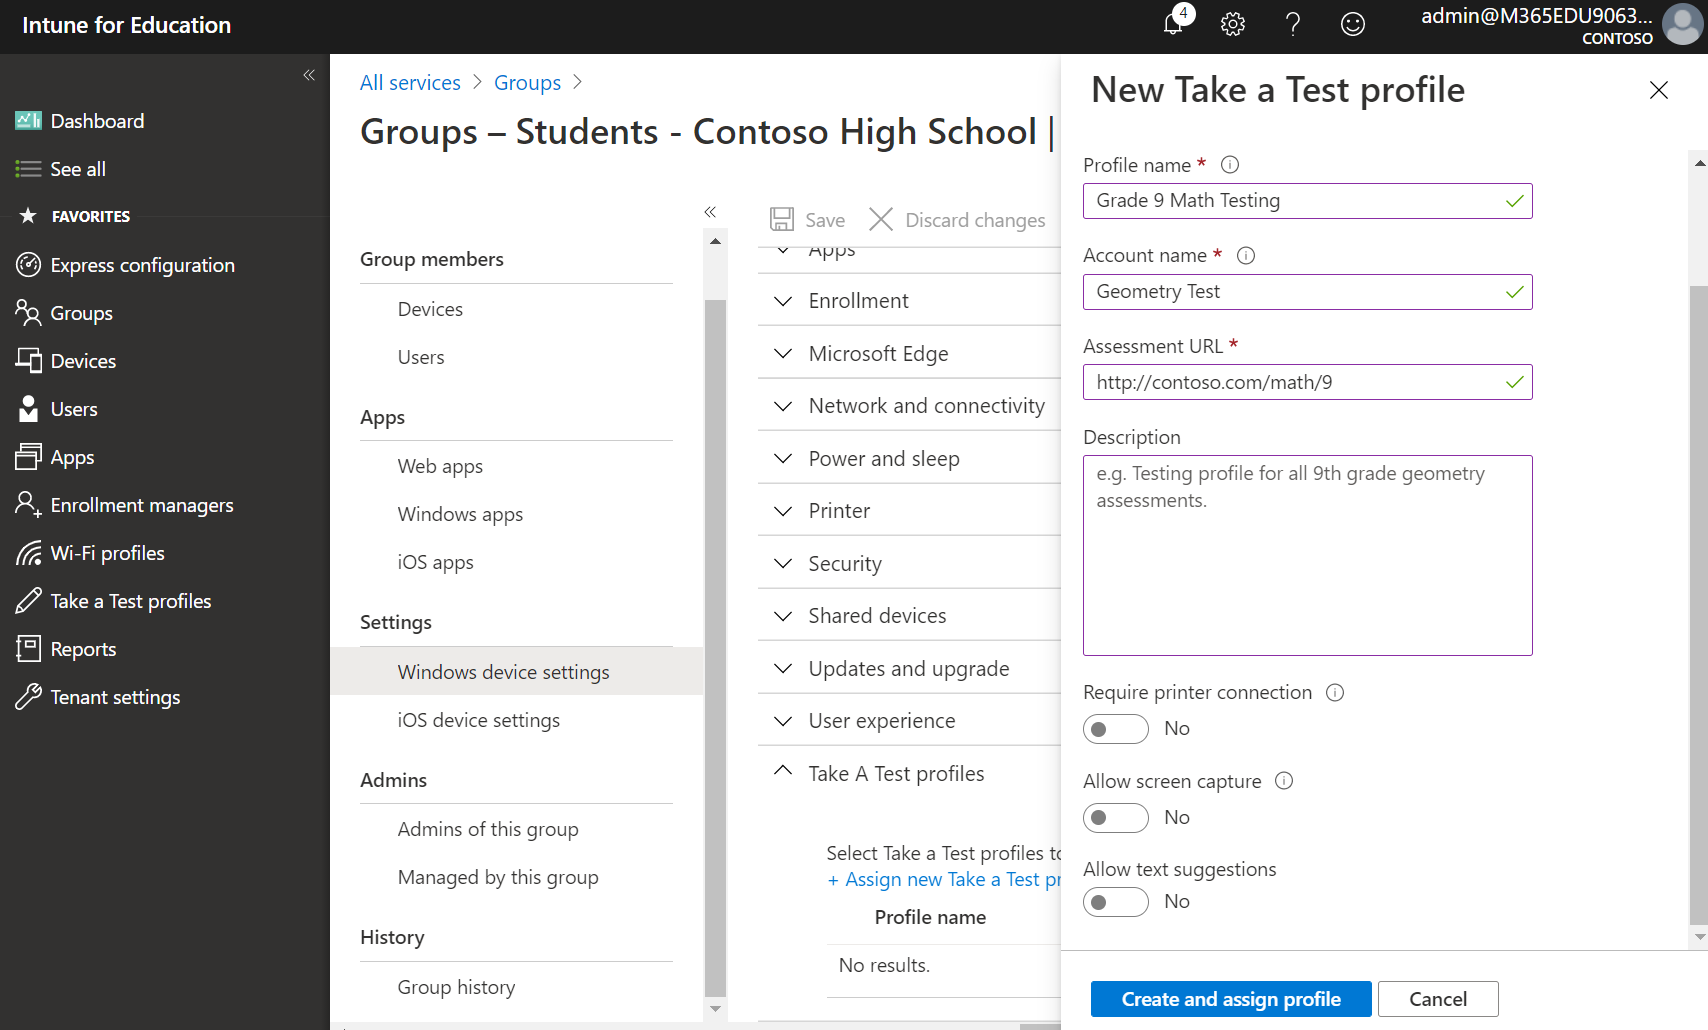 Intune for Education
4
admin@M365EDU9063...
CONTOSO
Dashboard
See all
FAVORITES
Express configuration
Groups
Devices
Users
Apps
Enrollment managers
Wi-Fi profiles
Take a Test profiles
Reports
Tenant settings
All services > Groups >
Groups – Students - Contoso High School |
Group members
Devices
Users
Apps
Web apps
Windows apps
iOS apps
Settings
Windows device settings
iOS device settings
Admins
Admins of this group
Managed by this group
History
Group history
Save
Discard changes
Apps
Enrollment
Microsoft Edge
Network and connectivity
Power and sleep
Printer
Security
Shared devices
Updates and upgrade
User experience
Take A Test profiles
Select Take a Test profiles to
+ Assign new Take a Test pr
Profile name
No results.
New Take a Test profile
Profile name *
Grade 9 Math Testing
Account name *
Geometry Test
Assessment URL *
http://contoso.com/math/9
Description
e.g. Testing profile for all 9th grade geometry
assessments.
Require printer connection
No
Allow screen capture
No
Allow text suggestions
No
Create and assign profile
Cancel